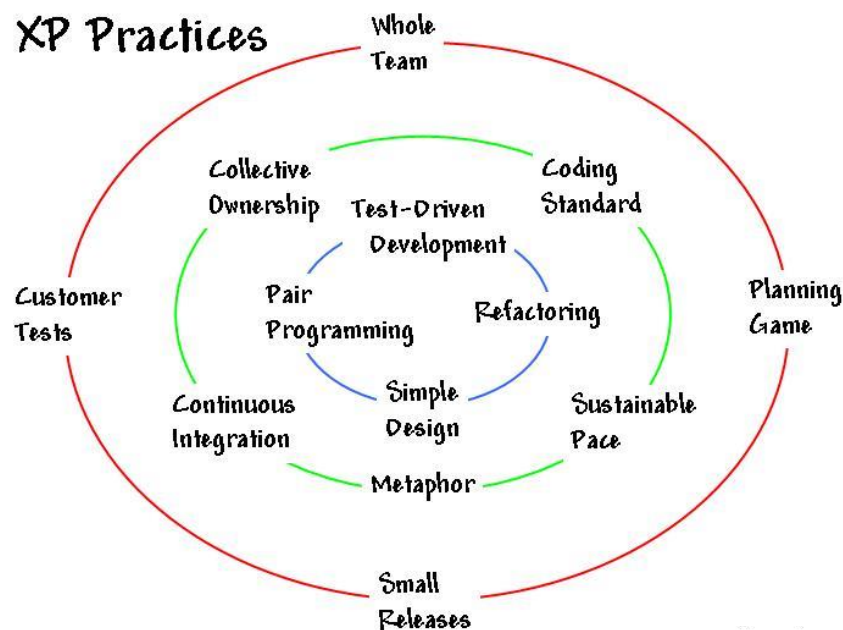 XP Practices
Whole
Team
Collective
Ownership
Coding
Standard
Test-Driven
Development
Customer
Tests
Pair
Programming
Refactoring
Planning
Game
Continuous
Integration
Simple
Design
Sustainable
Pace
Metaphor
Small
Releases